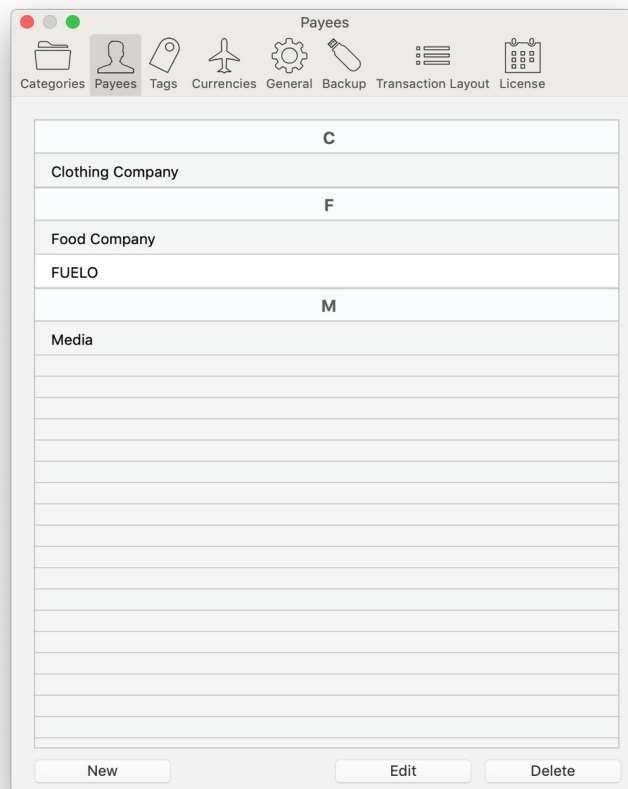 Payees
Categories Payees Tags Currencies General Backup Transaction Layout License
C
Clothing Company
F
Food Company
FUELO
M
Media
New Edit Delete